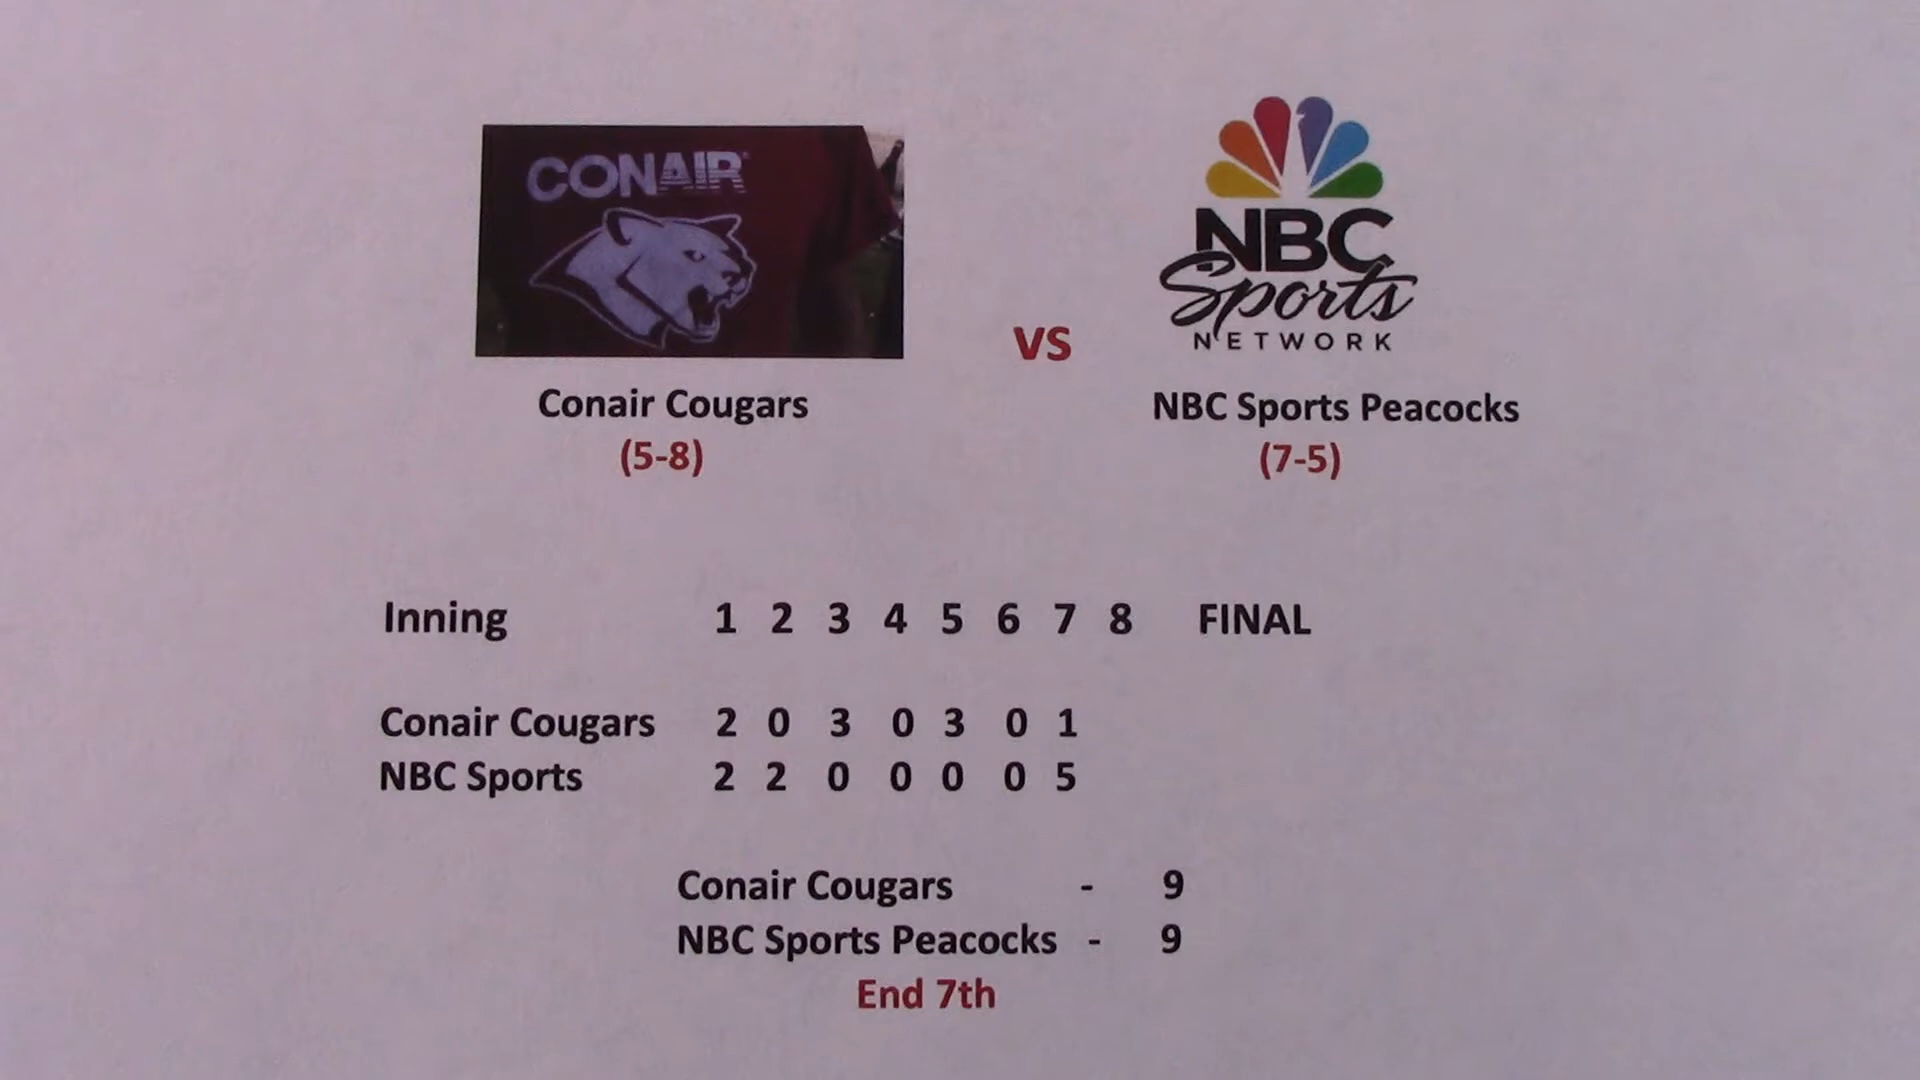 CONAIR
NBC
Sports
NETWORK
VS
Conair Cougars
NBC Sports Peacocks
(5-8)
(7-5)
Inning 1 2 3 4 5 6 7 8 FINAL
Conair Cougars 2 0 3 0 3 0 1
NBC Sports 2 2 0 0 0 0 5
Conair Cougars - 9
NBC Sports Peacocks - 9
End 7th